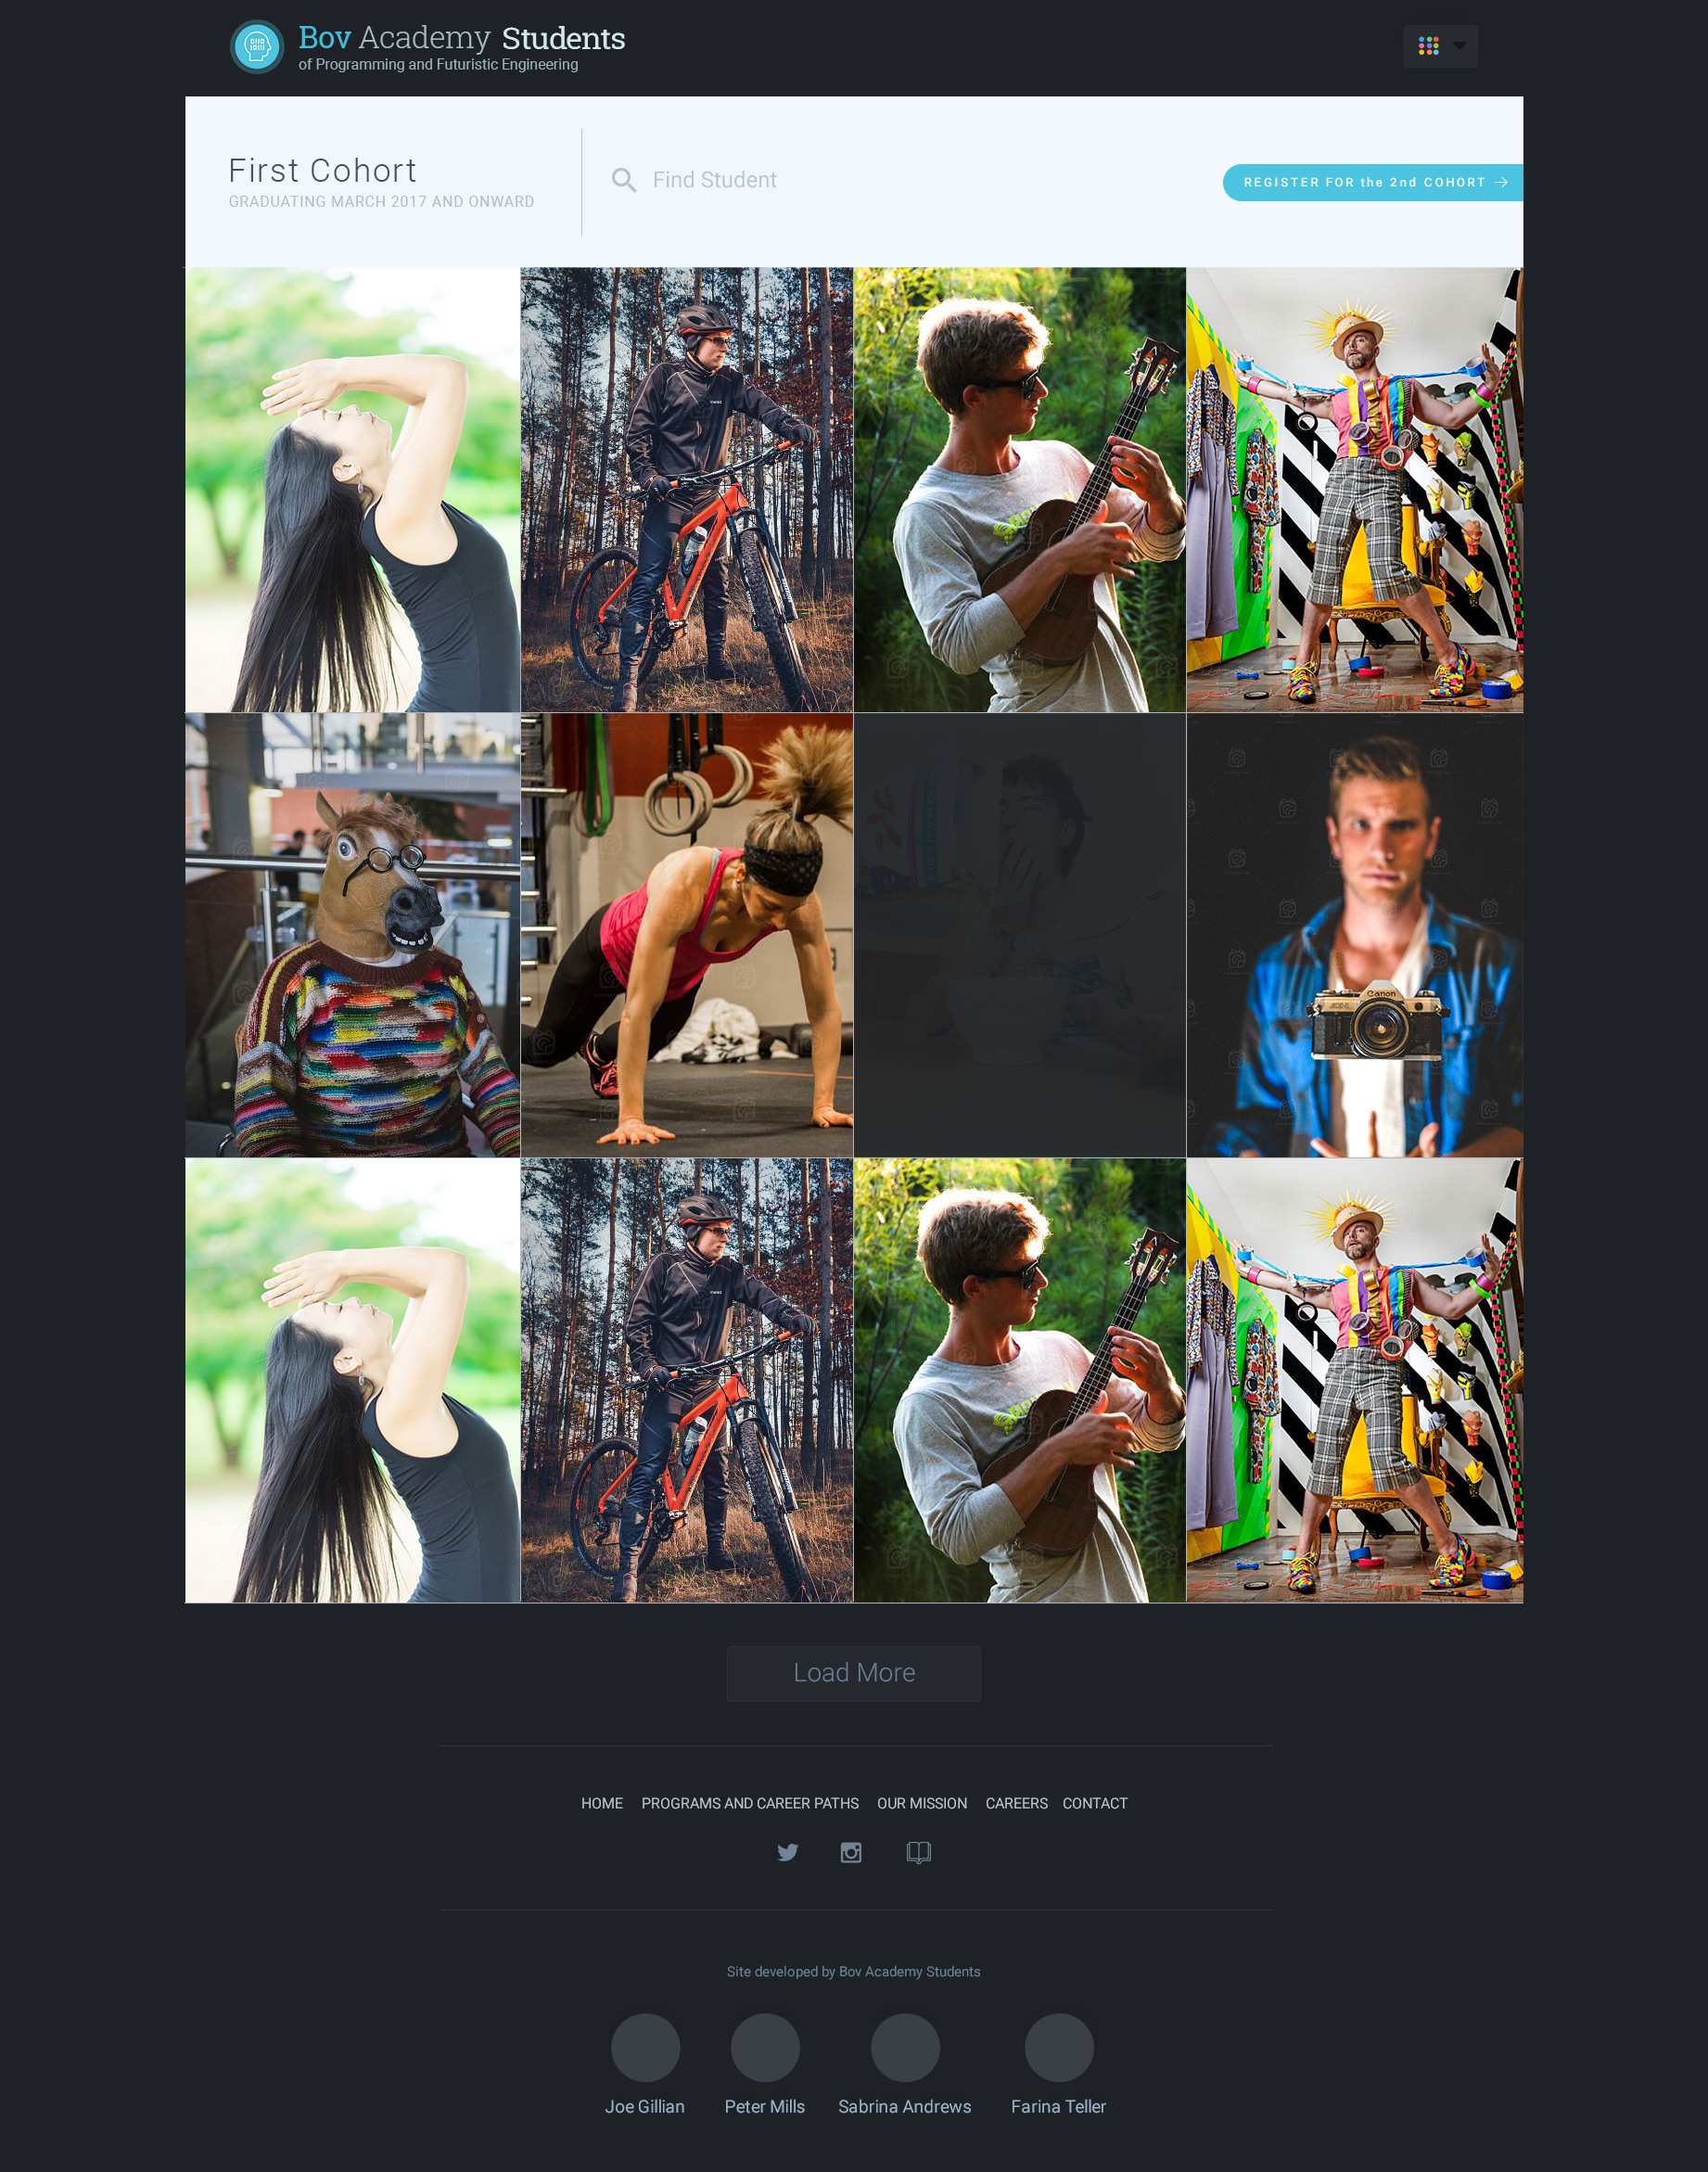 Bov Academy Students
of Programming and Futuristic Engineering
First Cohort
GRADUATING MARCH 2017 AND ONWARD
Find Student
REGISTER FOR the 2nd COHORT →
Canon
Load More
HOME PROGRAMS AND CAREER PATHS OUR MISSION CAREERS CONTACT
Site developed by Bov Academy Students
Joe Gillian Peter Mills Sabrina Andrews Farina Teller